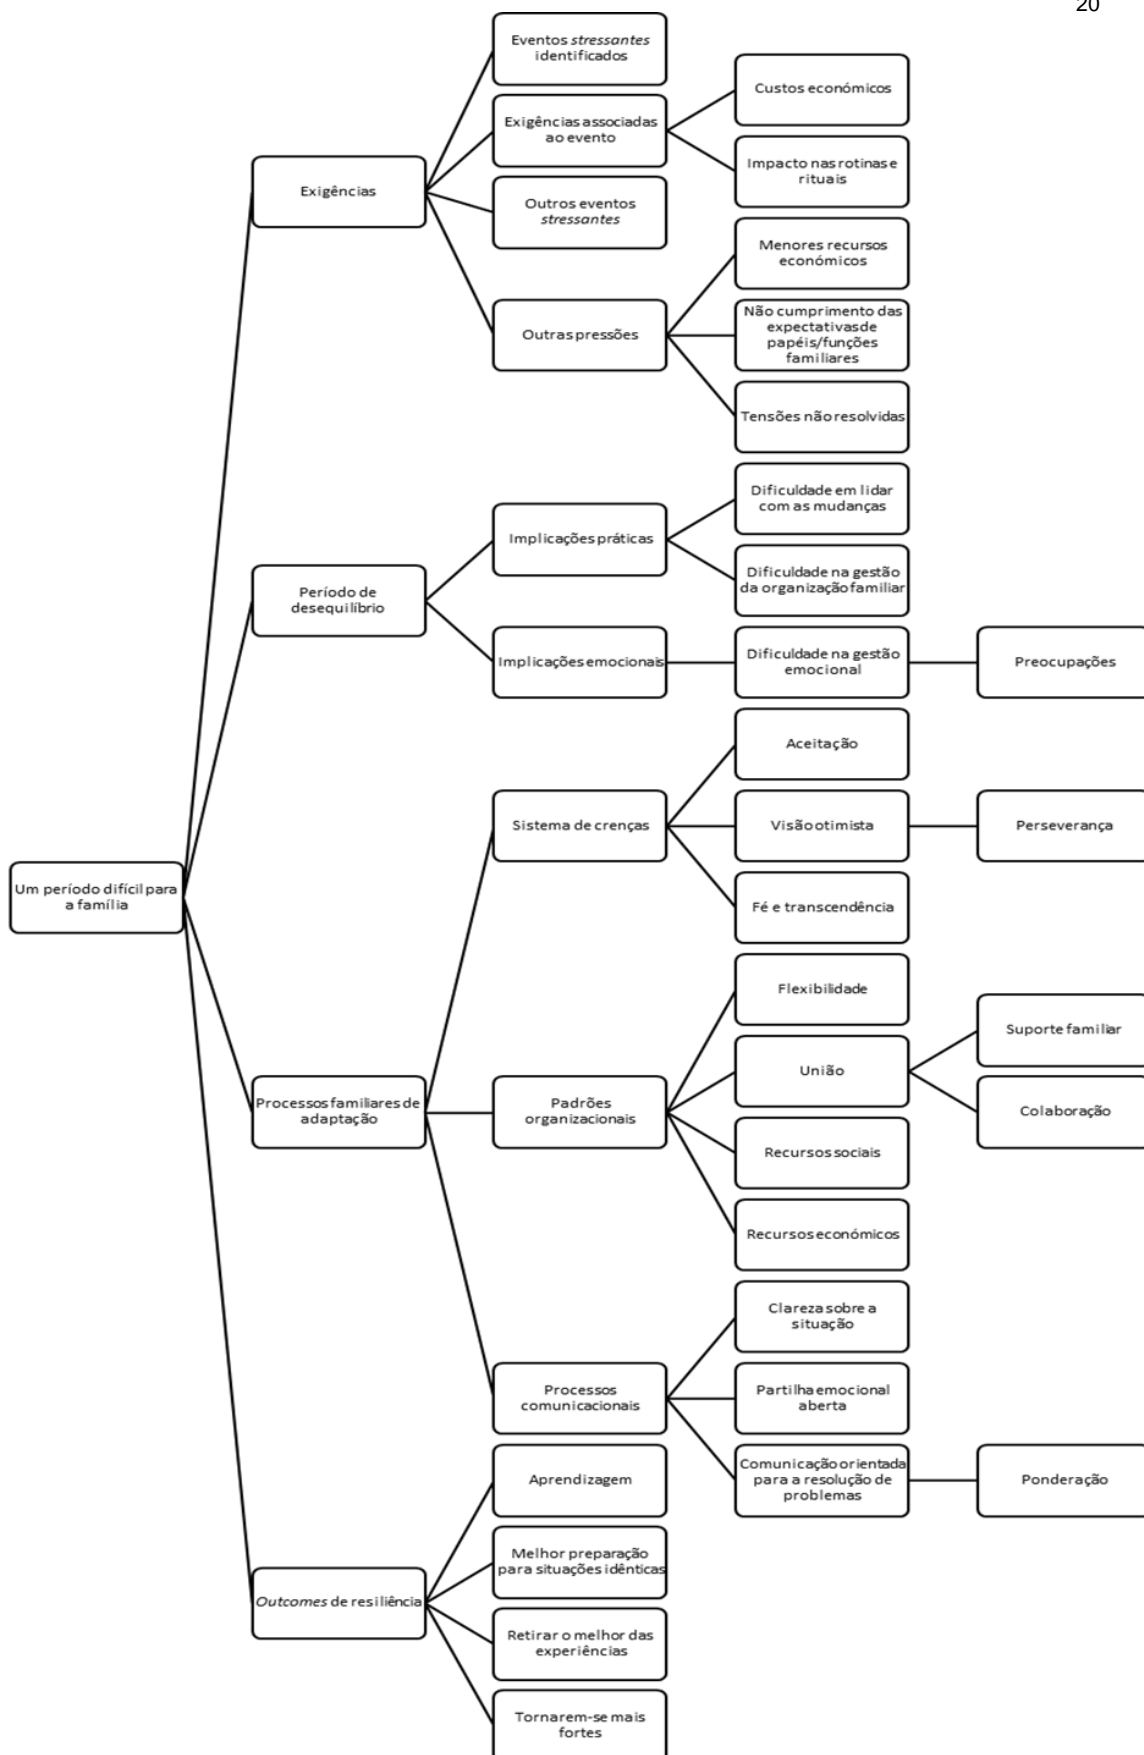 20
Eventos stressantes
identificados
Exigências associadas
ao evento
Custos económicos
Impacto nas rotinas e
rituais
Exigências
Outros eventos
stressantes
Outras pressões
Menores recursos
económicos
Não cumprimento das
expectativas de
papéis/funções
familiares
Tensões não resolvidas
Período de
desequilíbrio
Implicações práticas
Dificuldade em lidar
com as mudanças
Dificuldade na gestão
da organização familiar
Implicações emocionais
Dificuldade na gestão
emocional
Preocupações
Um período difícil para
a família
Processos familiares de
adaptação
Sistema de crenças
Aceitação
Visão otimista
Perseverança
Fé e transcendência
Padrões
organizacionais
Flexibilidade
União
Suporte familiar
Colaboração
Recursos sociais
Recursos económicos
Processos
comunicacionais
Clareza sobre a
situação
Partilha emocional
aberta
Comunicação orientada
para a resolução de
problemas
Ponderação
Outcomes de resiliência
Aprendizagem
Melhor preparação
para situações idênticas
Retirar o melhor das
experiências
Tornarem-se mais
fortes